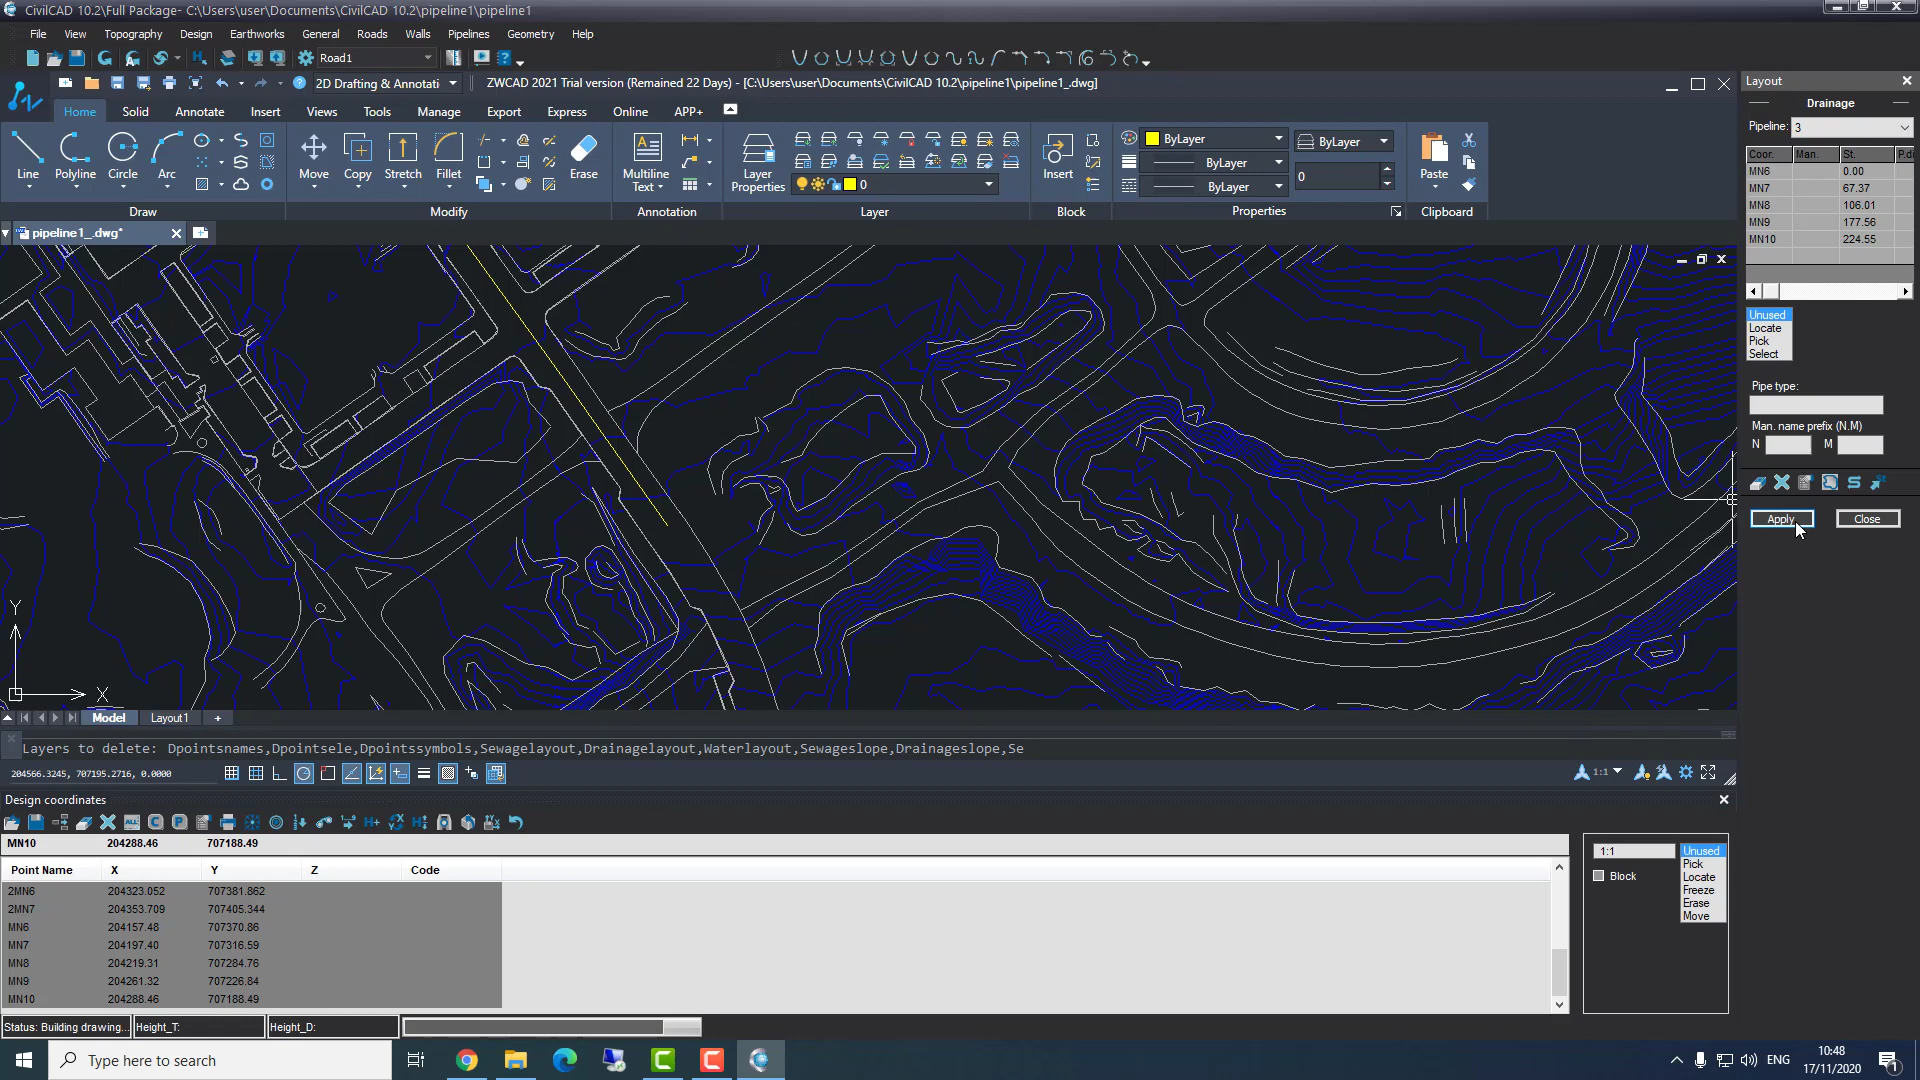 CivilCAD 10.2\Full Package- C:\Users\user\Documents\CivilCAD 10.2\pipeline1\pipeline1
File View Topography Design Earthworks General Roads Walls Pipelines Geometry Help
Road1
2D Drafting & Annotati
ZWCAD 2021 Trial version (Remained 22 Days) - [C:\Users\user\Documents\CivilCAD 10.2\pipeline1\pipeline1_.dwg]
Home Solid Annotate Insert Views Tools Manage Export Express Online APP+
Line Polyline Circle Arc Move Copy Stretch Fillet Erase Multiline Text Layer Properties Insert Paste
ByLayer ByLayer
ByLayer
0
0
ByLayer
Draw Modify Annotation Layer Block Properties Clipboard
pipeline1_.dwg*
Layout
Drainage
Pipeline: 3
Coor. Man. St. P.d
MN6 0.00
MN7 67.37
MN8 106.01
MN9 177.56
MN10 224.55
Unused
Locate
Pick
Select
Pipe type:
Man. name prefix (N.M)
N M
Apply Close
Y
X
Model Layout1 +
Layers to delete: Dpointsnames,Dpointsele,Dpointssymbols,Sewagelayout,Drainagelayout,Waterlayout,Sewageslope,Drainageslope,Se
204566.3245, 707195.2716, 0.0000
1:1
Design coordinates
MN10 204288.46 707188.49
Point Name X Y Z Code
2MN6 204323.052 707381.862
2MN7 204353.709 707405.344
MN6 204157.48 707370.86
MN7 204197.40 707316.59
MN8 204219.31 707284.76
MN9 204261.32 707226.84
MN10 204288.46 707188.49
1:1
Block
Unused
Pick
Locate
Freeze
Erase
Move
Status: Building drawing... Height_T: Height_D:
Type here to search
ENG
10:48
17/11/2020
1